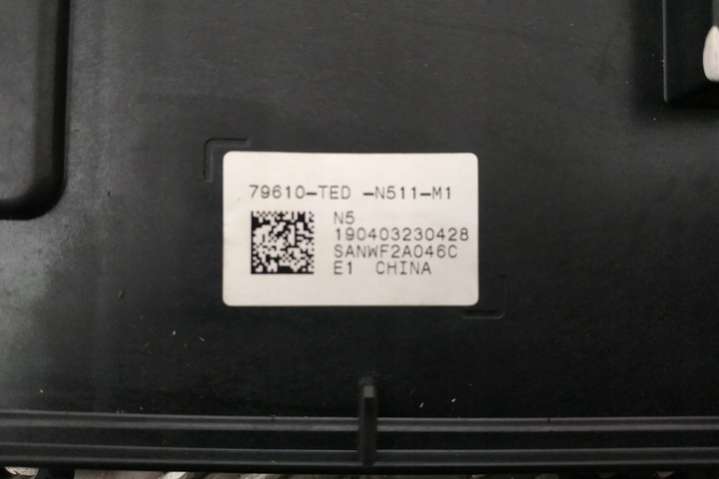 79610-TED -N511-M1
N5
190403230428
SANWF2A046C
E1 CHINA